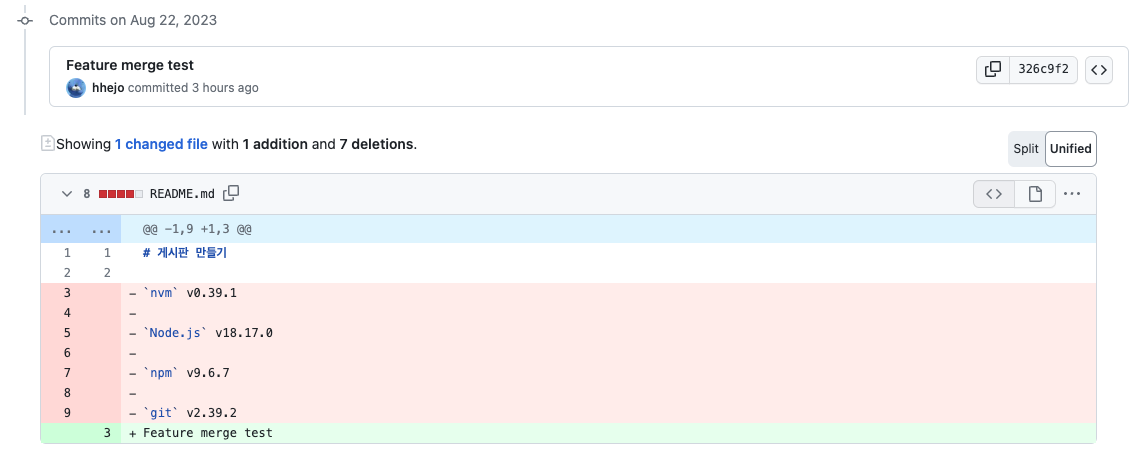 Commits on Aug 22, 2023
Feature merge test
hhejo committed 3 hours ago
326c9f2
Showing 1 changed file with 1 addition and 7 deletions.
Split Unified
8 README.md
... ... @@ -1,9 +1,3 @@
1 1 # 게시판 만들기
2 2
3 - `nvm` v0.39.1
4 -
5 - `Node.js` v18.17.0
6 -
7 - `npm` v9.6.7
8 -
9 - `git` v2.39.2
3 + Feature merge test